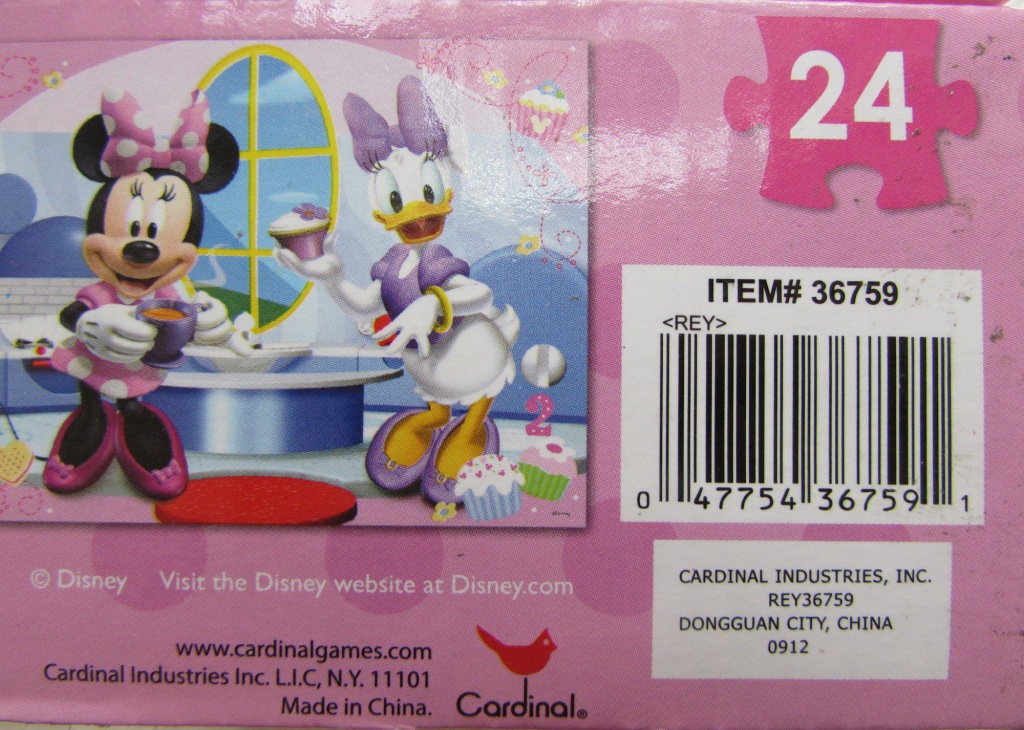 24
ITEM# 36759
<REY>
0 47754 36759 1
2
© Disney Visit the Disney website at Disney.com
CARDINAL INDUSTRIES, INC.
REY36759
DONGGUAN CITY, CHINA
0912
www.cardinalgames.com
Cardinal Industries Inc. L.I.C, N.Y. 11101
Made in China.
Cardinal®